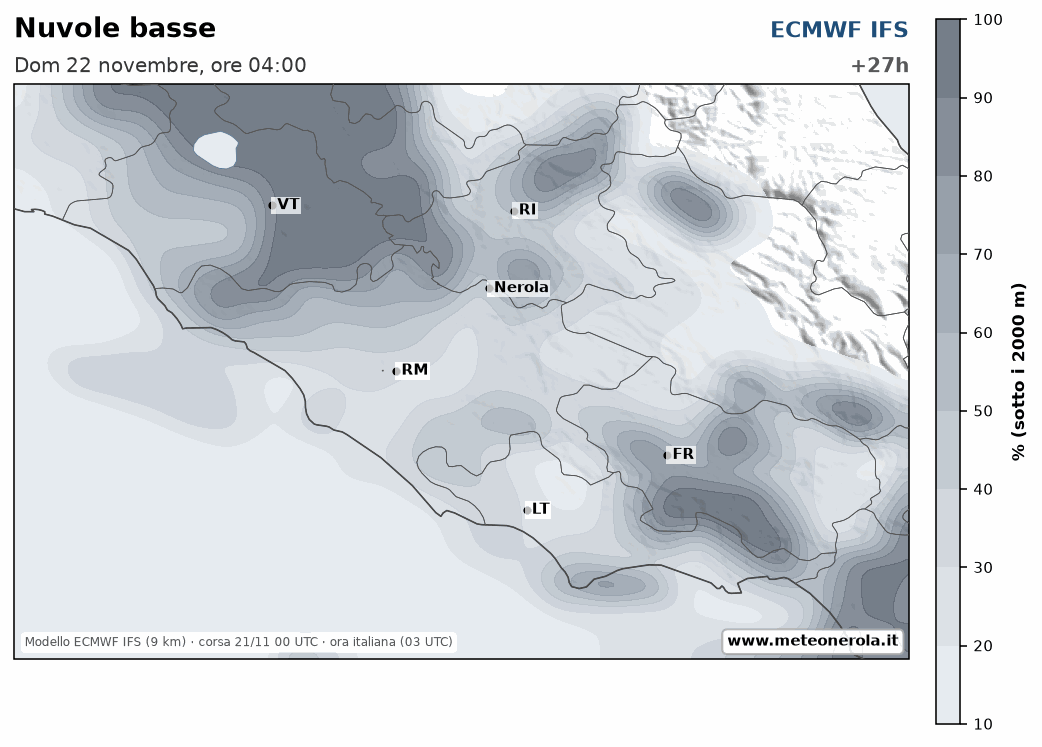 Nuvole basse
ECMWF IFS
Dom 22 novembre, ore 04:00
+27h
VT
RI
Nerola
RM
FR
LT
Modello ECMWF IFS (9 km) · corsa 21/11 00 UTC · ora italiana (03 UTC)
www.meteonerola.it
100
90
80
70
60
50
40
30
20
10
% (sotto i 2000 m)